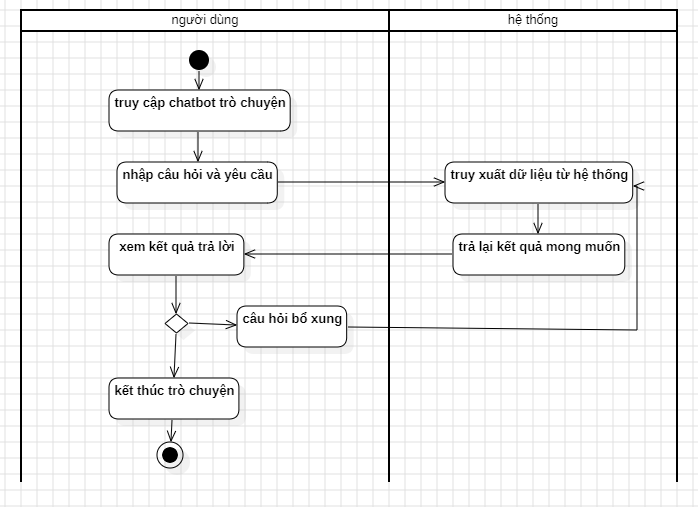 người dùng
hệ thống
truy cập chatbot trò chuyện
nhập câu hỏi và yêu cầu
truy xuất dữ liệu từ hệ thống
xem kết quả trả lời
trả lại kết quả mong muốn
câu hỏi bổ xung
kết thúc trò chuyện